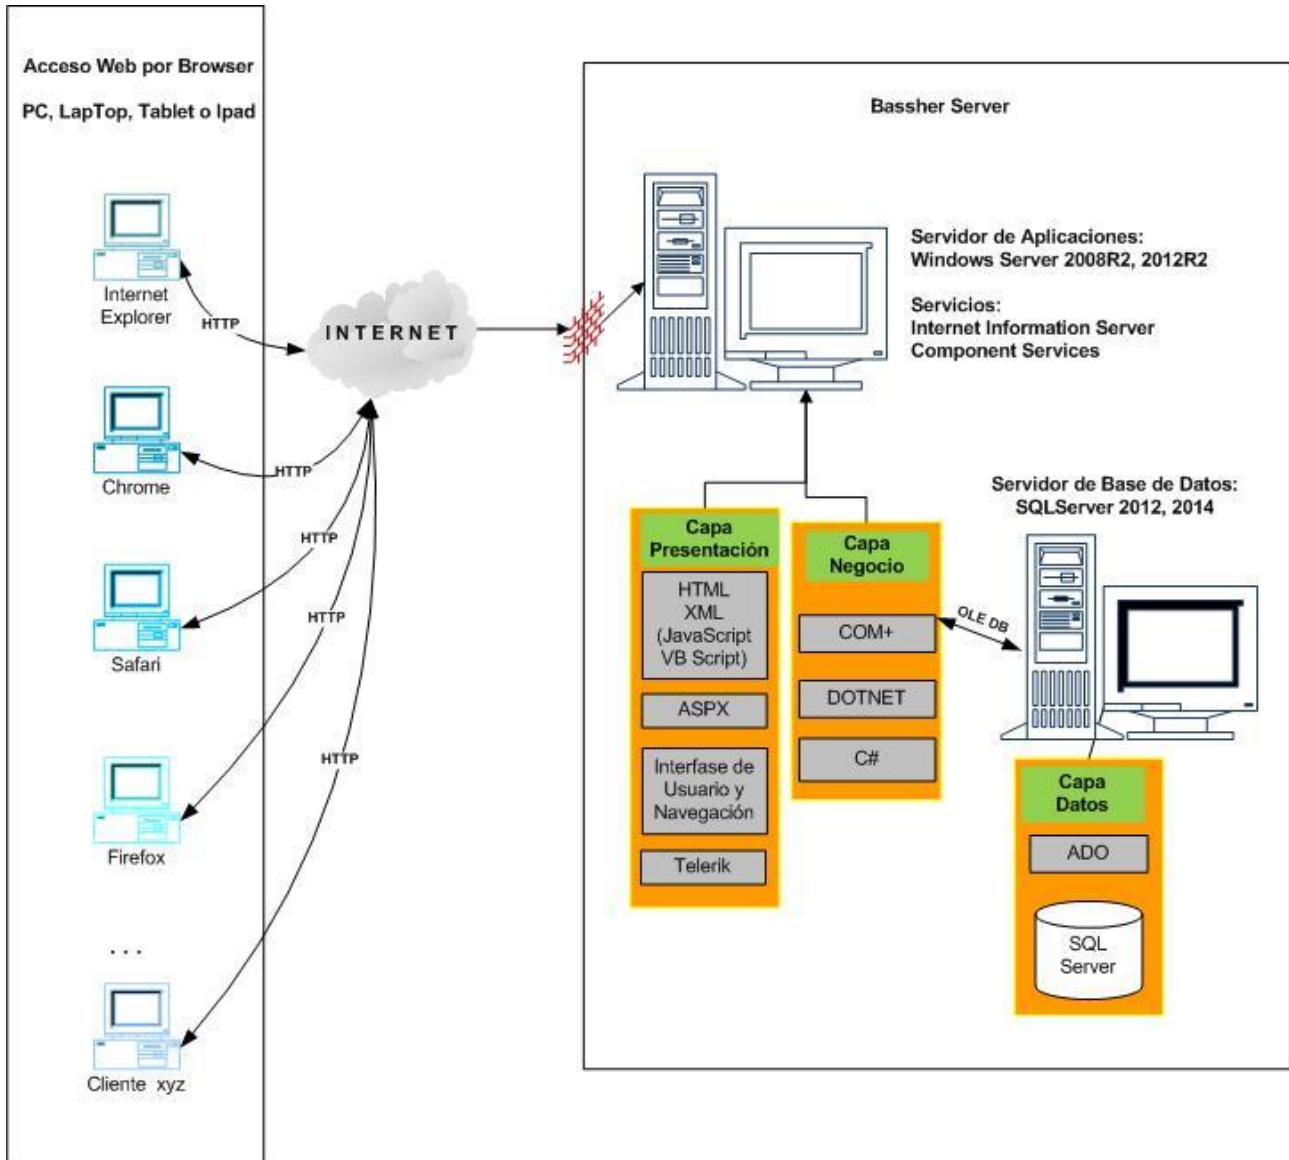 Acceso Web por Browser
PC, LapTop, Tablet o Ipad
Internet
Explorer
HTTP
Chrome
HTTP
Safari
HTTP
Firefox
HTTP
. . .
Cliente xyz
HTTP
INTERNET
Bassher Server
Servidor de Aplicaciones:
Windows Server 2008R2, 2012R2
Servicios:
Internet Information Server
Component Services
Capa
Presentación
HTML
XML
(JavaScript
VB Script)
ASPX
Interfase de
Usuario y
Navegación
Telerik
Capa
Negocio
COM+
DOTNET
C#
OLE DB
Servidor de Base de Datos:
SQLServer 2012, 2014
Capa
Datos
ADO
SQL
Server